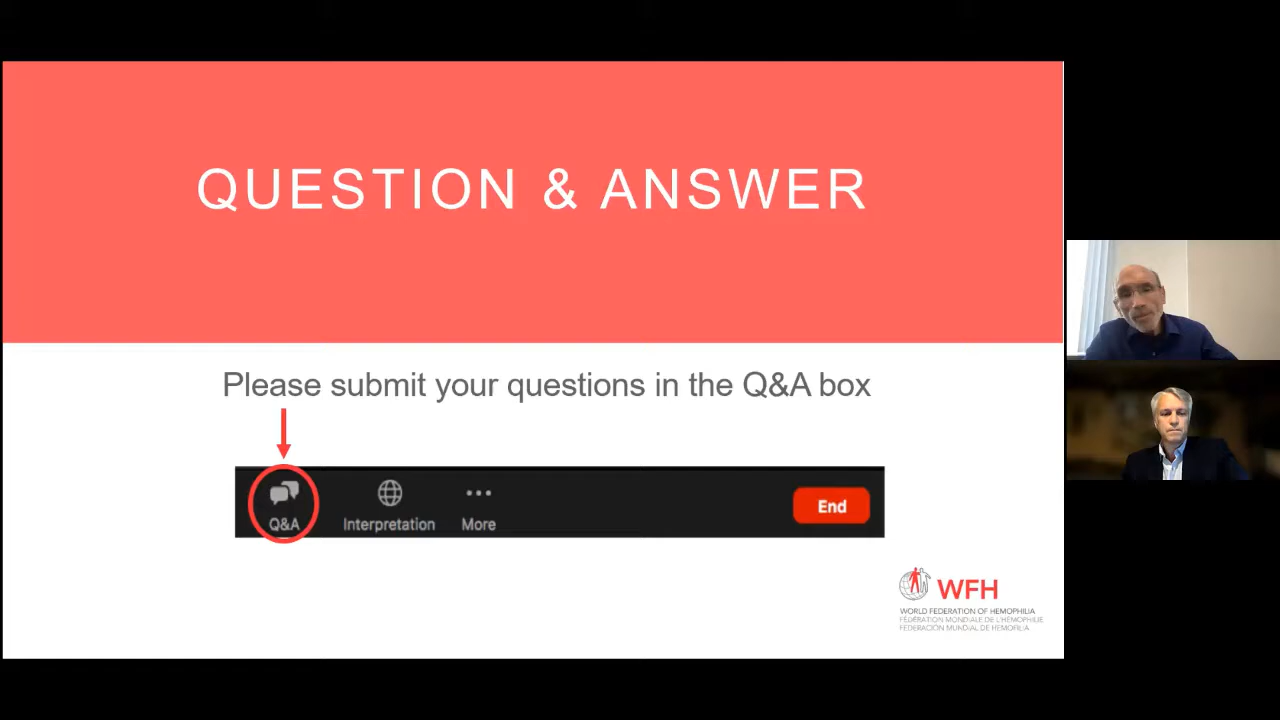 QUESTION & ANSWER
Please submit your questions in the Q&A box
Q&A
Interpretation
More
End
WFH
WORLD FEDERATION OF HEMOPHILIA
FÉDÉRATION MONDIALE DE L'HÉMOPHILIE
FEDERACIÓN MUNDIAL DE HEMOFILIA